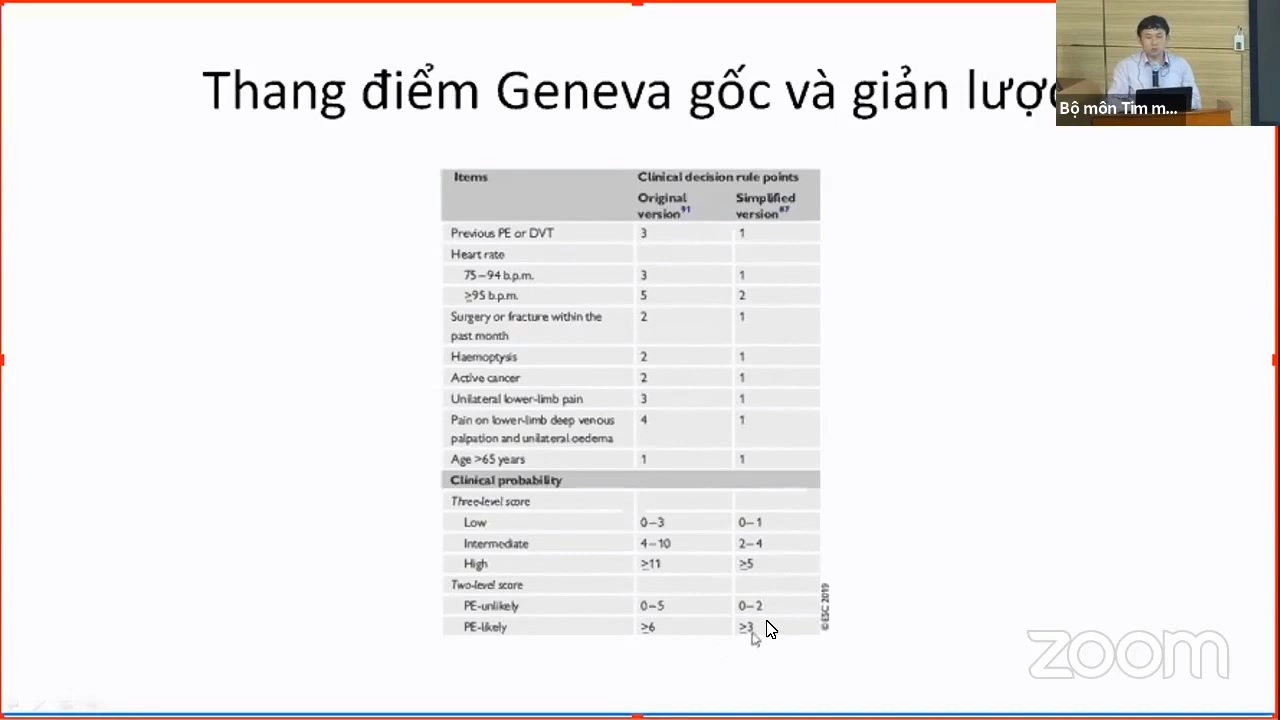 Thang điểm Geneva gốc và giản lược
Bộ môn Tim m...
Items Clinical decision rule points
Original version91 Simplified version87
Previous PE or DVT 3 1
Heart rate
75–94 b.p.m. 3 1
≥95 b.p.m. 5 2
Surgery or fracture within the past month 2 1
Haemoptysis 2 1
Active cancer 2 1
Unilateral lower-limb pain 3 1
Pain on lower-limb deep venous palpation and unilateral oedema 4 1
Age >65 years 1 1
Clinical probability
Three-level score
Low 0–3 0–1
Intermediate 4–10 2–4
High ≥11 ≥5
Two-level score
PE-unlikely 0–5 0–2
PE-likely ≥6 ≥3
©ESC 2019
zoom